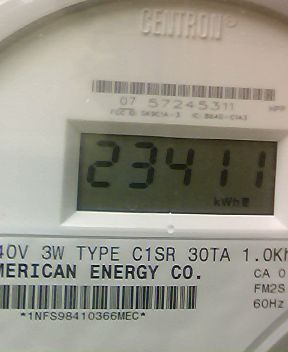 CENTRON®
07 57245311
23411
kWh
40V 3W TYPE C1SR 30TA 1.0Kh
MERICAN ENERGY CO.
CA 0
FM2S
60Hz
*1NFS98410366MEC*